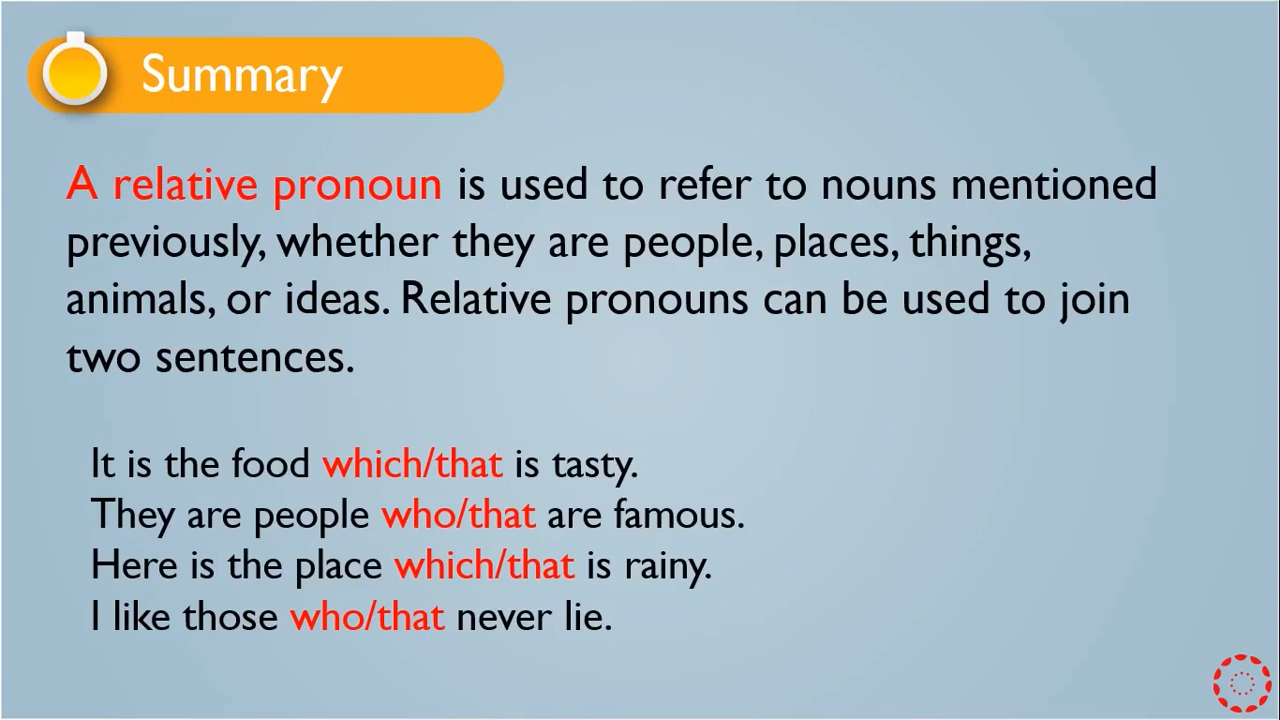 Summary
A relative pronoun is used to refer to nouns mentioned
previously, whether they are people, places, things,
animals, or ideas. Relative pronouns can be used to join
two sentences.
It is the food which/that is tasty.
They are people who/that are famous.
Here is the place which/that is rainy.
I like those who/that never lie.